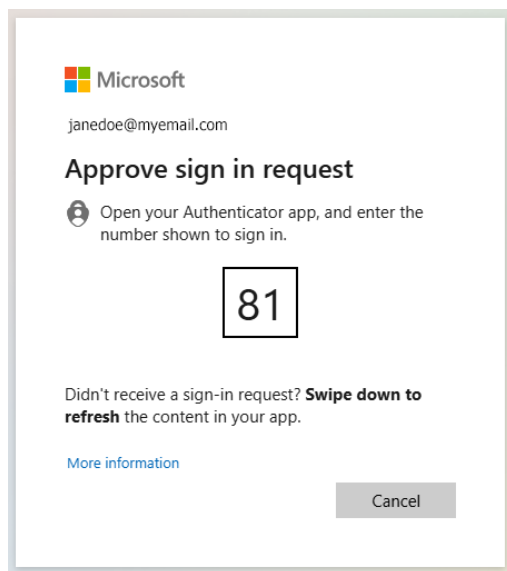 Microsoft
janedoe@myemail.com
Approve sign in request
Open your Authenticator app, and enter the
number shown to sign in.
81
Didn't receive a sign-in request? Swipe down to
refresh the content in your app.
More information
Cancel